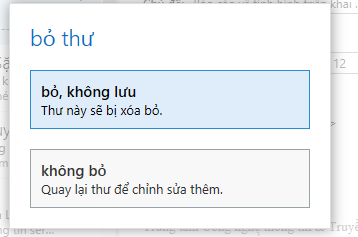 bỏ thư
bỏ, không lưu
Thư này sẽ bị xóa bỏ.
12
không bỏ
Quay lại thư để chỉnh sửa thêm.